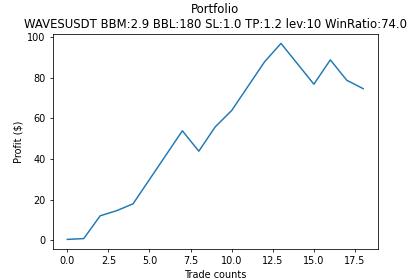 Portfolio
WAVESUSDT BBM:2.9 BBL:180 SL:1.0 TP:1.2 lev:10 WinRatio:74.0
100
80
60
40
20
0
Profit ($)
0.0 2.5 5.0 7.5 10.0 12.5 15.0 17.5
Trade counts